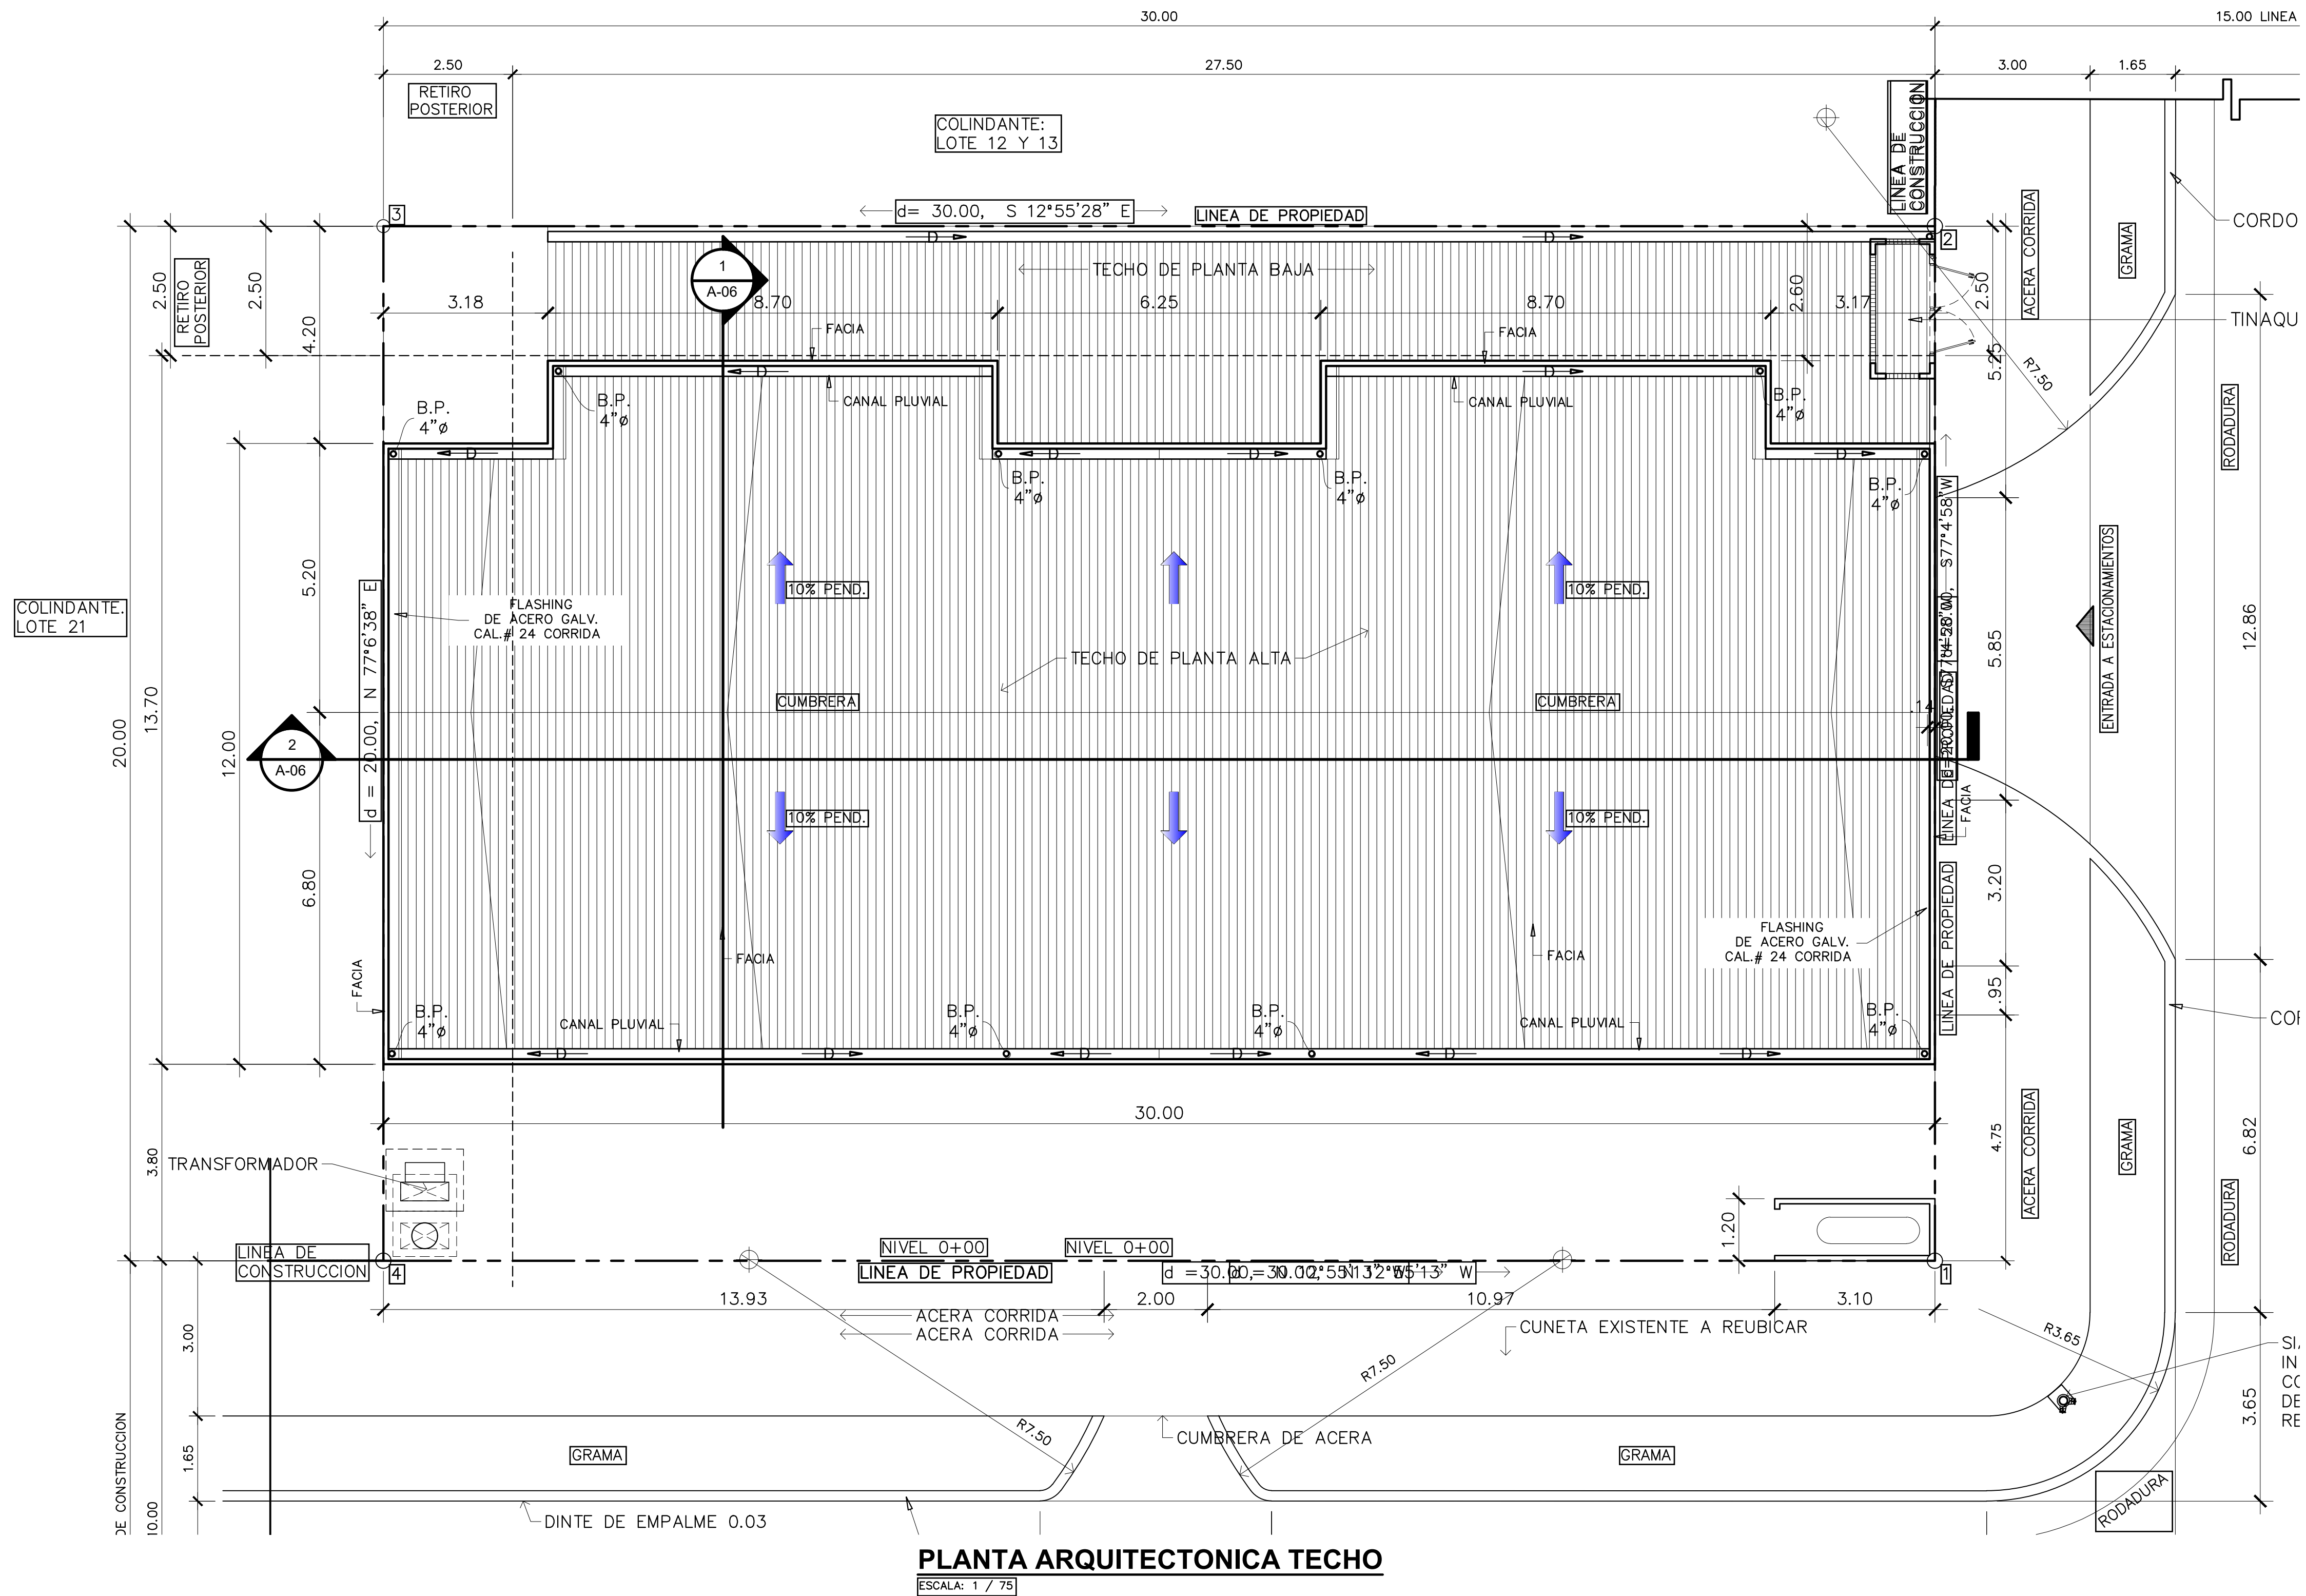 30.00
15.00 LINEA
2.50
27.50
3.00
1.65
RETIRO
POSTERIOR
COLINDANTE:
LOTE 12 Y 13
LINEA DE
CONSTRUCCION
3
d= 30.00, S 12°55'28" E
LINEA DE PROPIEDAD
2
ACERA CORRIDA
GRAMA
CORDO
1
A-06
TECHO DE PLANTA BAJA
2.50
RETIRO
POSTERIOR
2.50
4.20
3.18
8.70
6.25
8.70
2.60
3.17
2.50
5.25
TINAQU
R7.50
FACIA
FACIA
CANAL PLUVIAL
CANAL PLUVIAL
D
D
D
D
B.P.
4"ø
B.P.
4"ø
B.P.
4"ø
RODADURA
D
D
D
D
B.P.
4"ø
B.P.
4"ø
B.P.
4"ø
S77°4'58"W
COLINDANTE.
LOTE 21
20.00
13.70
12.00
5.20
6.80
d = 20.00, N 77°6'38" E
FLASHING
DE ACERO GALV.
CAL.# 24 CORRIDA
10% PEND.
10% PEND.
TECHO DE PLANTA ALTA
CUMBRERA
CUMBRERA
.14
5.85
ENTRADA A ESTACIONAMIENTOS
12.86
2
A-06
10% PEND.
10% PEND.
FACIA
3.20
LINEA DE PROPIEDAD
FLASHING
DE ACERO GALV.
CAL.# 24 CORRIDA
FACIA
FACIA
FACIA
.95
B.P.
4"ø
CANAL PLUVIAL
B.P.
4"ø
B.P.
4"ø
CANAL PLUVIAL
B.P.
4"ø
COR
D
D
D
D
D
D
30.00
3.80
TRANSFORMADOR
4.75
ACERA CORRIDA
GRAMA
6.82
RODADURA
1.20
LINEA DE
CONSTRUCCION
4
NIVEL 0+00
NIVEL 0+00
LINEA DE PROPIEDAD
12°55'13" W
1
13.93
2.00
10.97
3.10
ACERA CORRIDA
ACERA CORRIDA
CUNETA EXISTENTE A REUBICAR
3.00
R7.50
R7.50
R3.65
3.65
SIA
IN
CO
DE
RE
CUMBRERA DE ACERA
1.65
GRAMA
GRAMA
DE CONSTRUCCION
10.00
DINTE DE EMPALME 0.03
RODADURA
PLANTA ARQUITECTONICA TECHO
ESCALA: 1 / 75